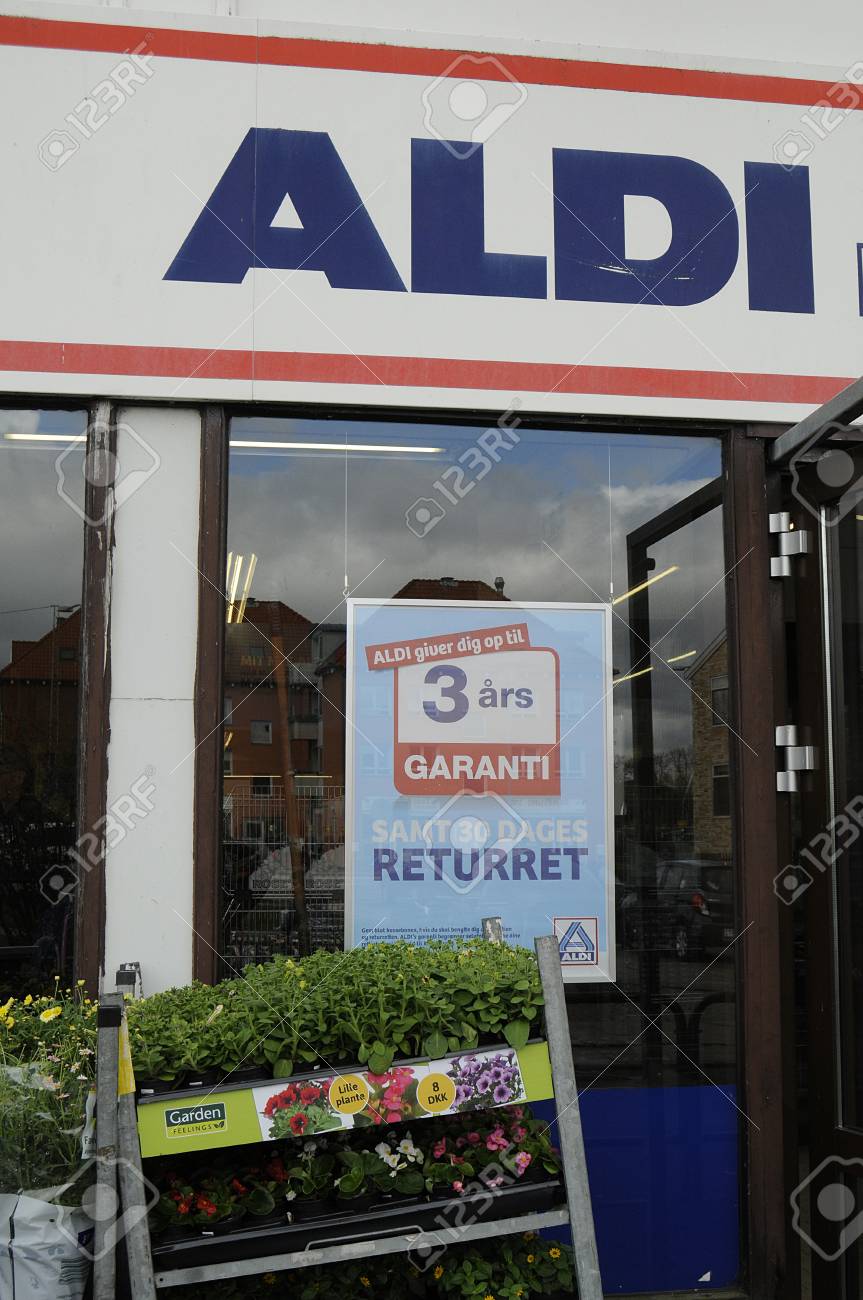 ALDI
ALDI giver dig op til
3 års
GARANTI
SAMT 30 DAGES
RETURRET
ALDI
Lille
plante
8
DKK
Garden
FEELINGS
123RF